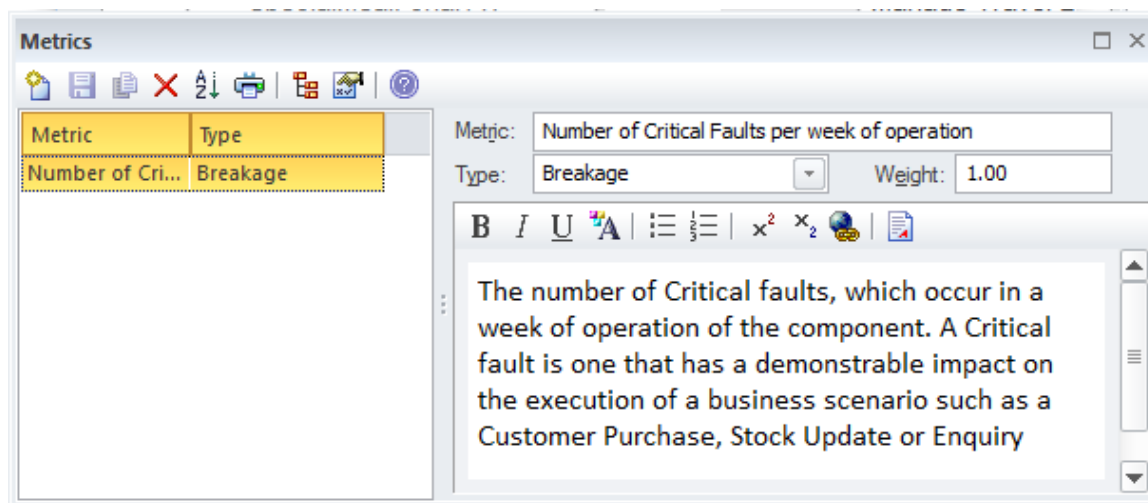 Metrics
Metric Type
Number of Cri... Breakage
Metric: Number of Critical Faults per week of operation
Type: Breakage Weight: 1.00
B I U A x² x₂
The number of Critical faults, which occur in a
week of operation of the component. A Critical
fault is one that has a demonstrable impact on
the execution of a business scenario such as a
Customer Purchase, Stock Update or Enquiry